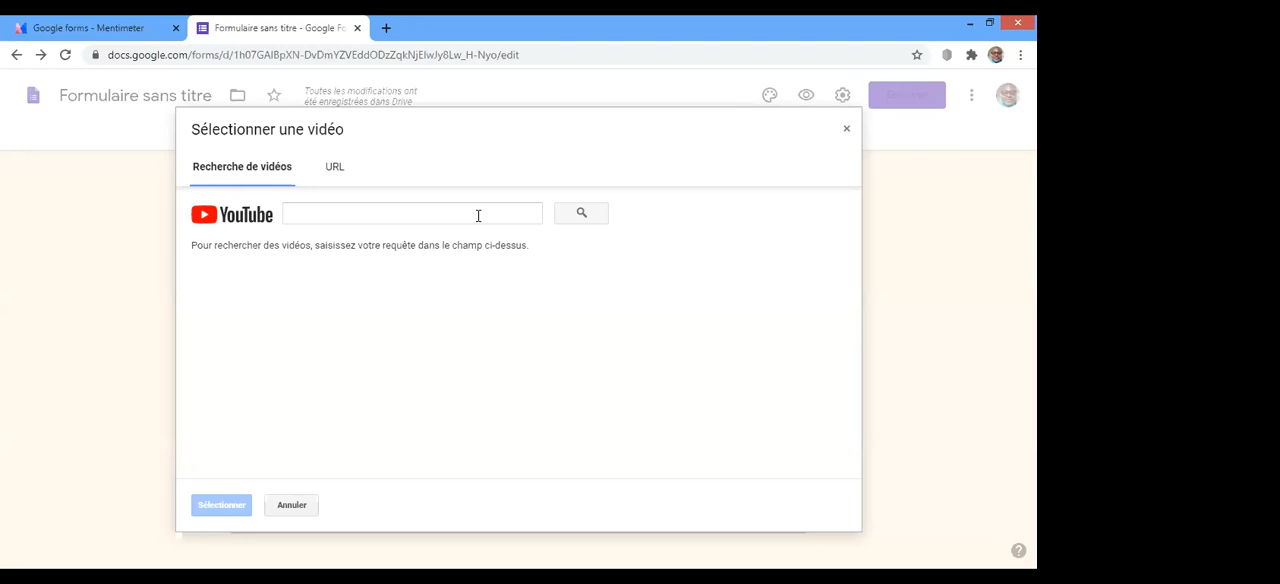 Google forms - Mentimeter
Formulaire sans titre - Google Fo
docs.google.com/forms/d/1h07GAIBpXN-DvDmYZVEddODzZqkNjEIwJy8Lw_H-Nyo/edit
Formulaire sans titre
Toutes les modifications ont
été enregistrées dans Drive
Sélectionner une vidéo
Recherche de vidéos
URL
YouTube
Pour rechercher des vidéos, saisissez votre requête dans le champ ci-dessus.
Sélectionner
Annuler